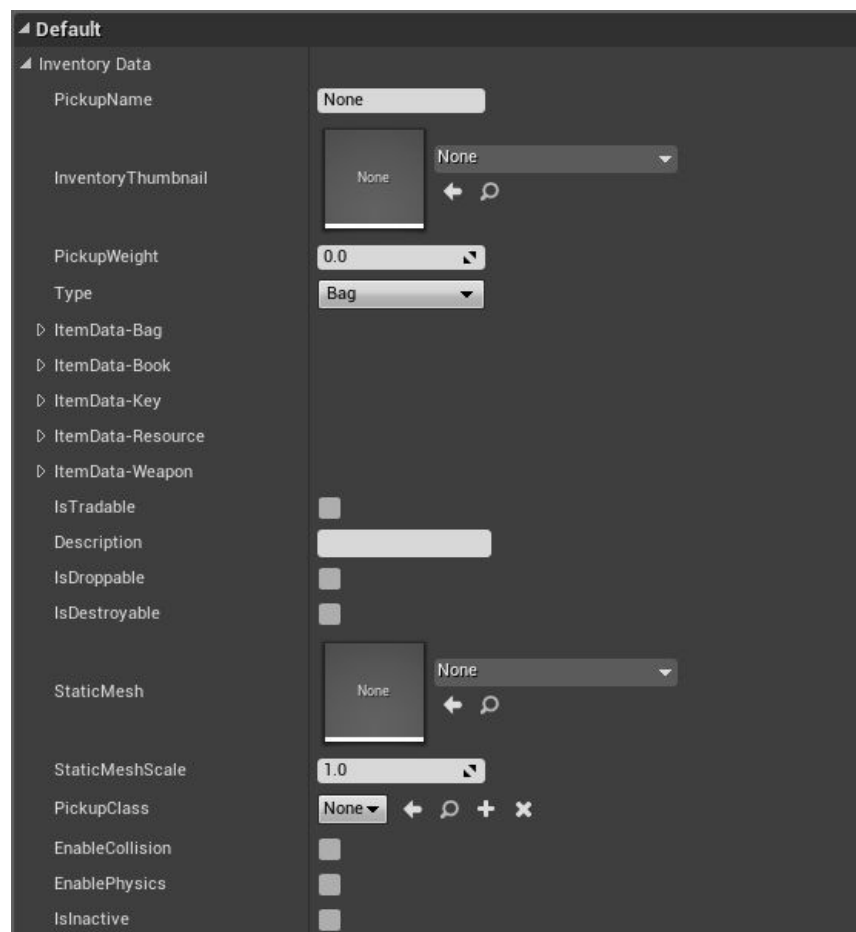 Default
Inventory Data
PickupName None
InventoryThumbnail None None
PickupWeight 0.0
Type Bag
ItemData-Bag
ItemData-Book
ItemData-Key
ItemData-Resource
ItemData-Weapon
IsTradable
Description
IsDroppable
IsDestroyable
StaticMesh None None
StaticMeshScale 1.0
PickupClass None
EnableCollision
EnablePhysics
IsInactive